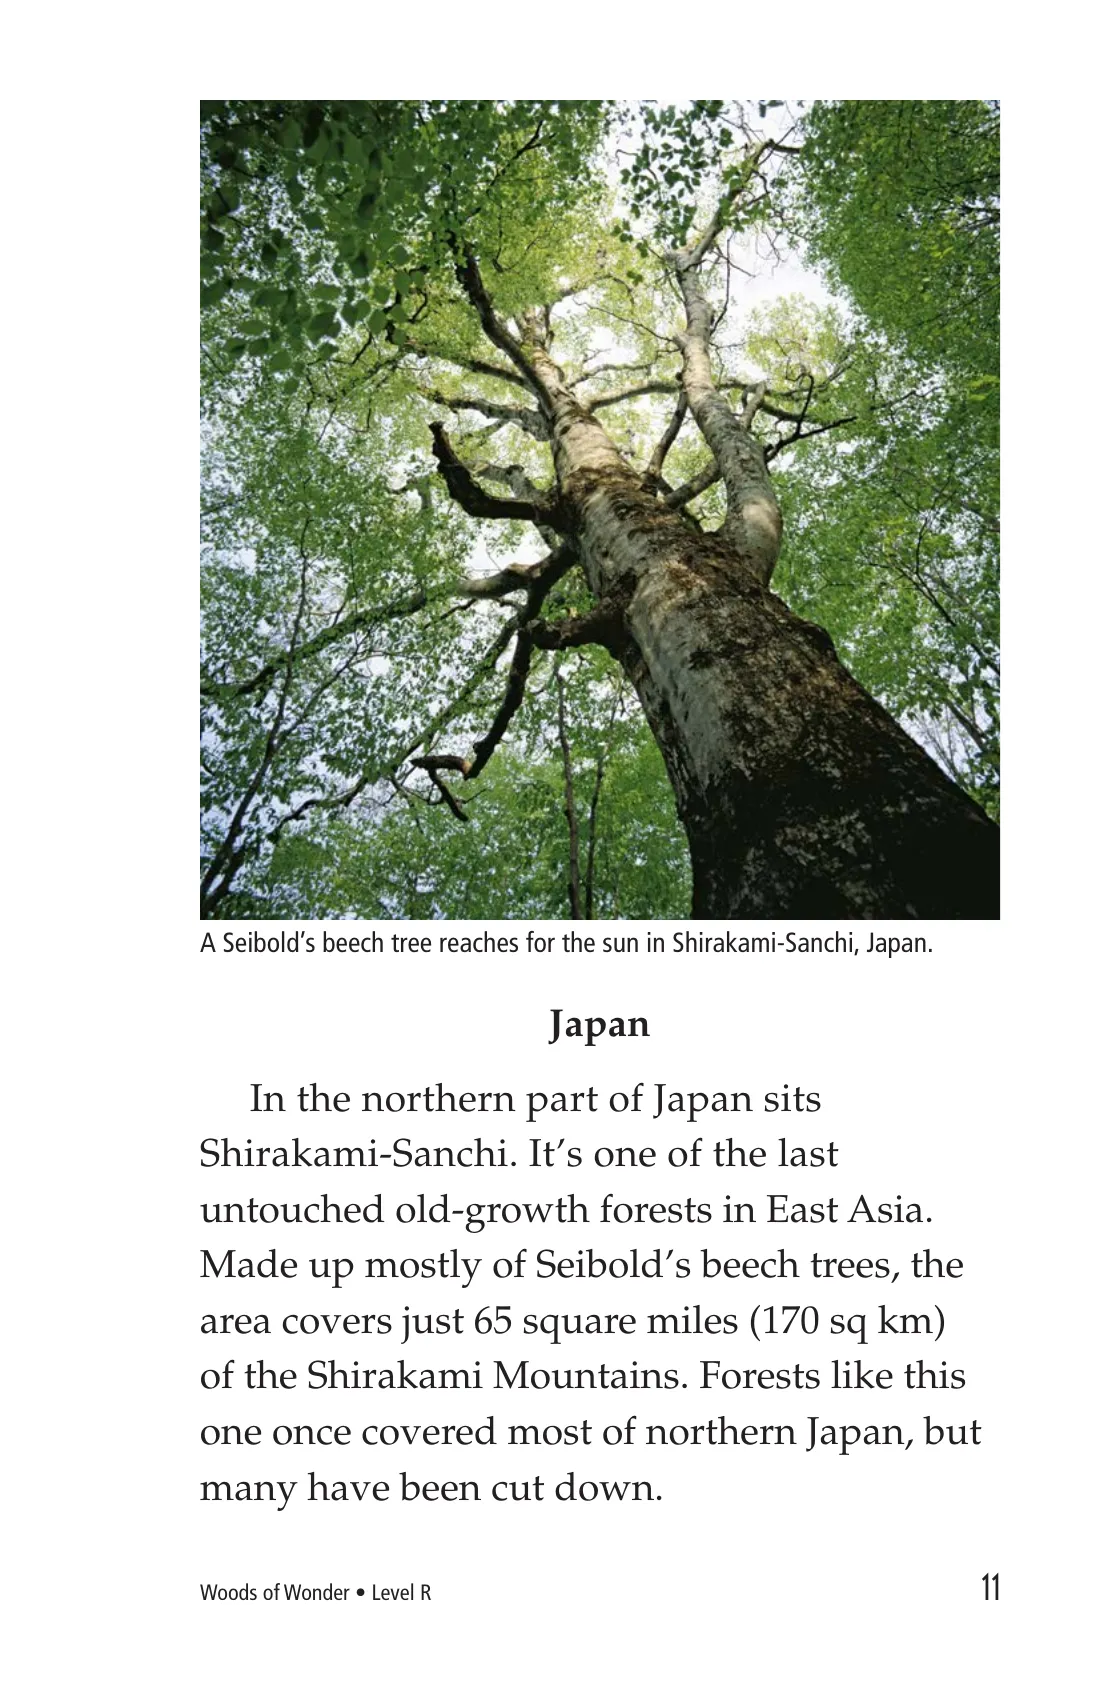 A Seibold’s beech tree reaches for the sun in Shirakami-Sanchi, Japan.
Japan
In the northern part of Japan sits
Shirakami-Sanchi. It’s one of the last
untouched old-growth forests in East Asia.
Made up mostly of Seibold’s beech trees, the
area covers just 65 square miles (170 sq km)
of the Shirakami Mountains. Forests like this
one once covered most of northern Japan, but
many have been cut down.
Woods of Wonder • Level R
11